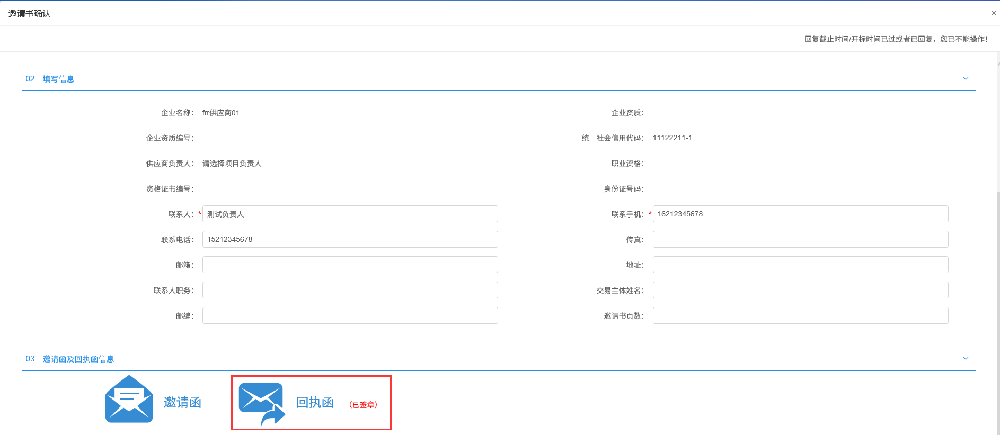 邀请书确认
×
回复截止时间/开标时间已过或者已回复，您已不能操作！
02 填写信息
企业名称： frr供应商01 企业资质：
企业资质编号： 统一社会信用代码： 11122211-1
供应商负责人： 请选择项目负责人 职业资格：
资格证书编号： 身份证号码：
联系人：* 测试负责人 联系手机：* 16212345678
联系电话： 15212345678 传真：
邮箱： 地址：
联系人职务： 交易主体姓名：
邮编： 邀请书页数：
03 邀请函及回执函信息
邀请函 回执函 （已签章）